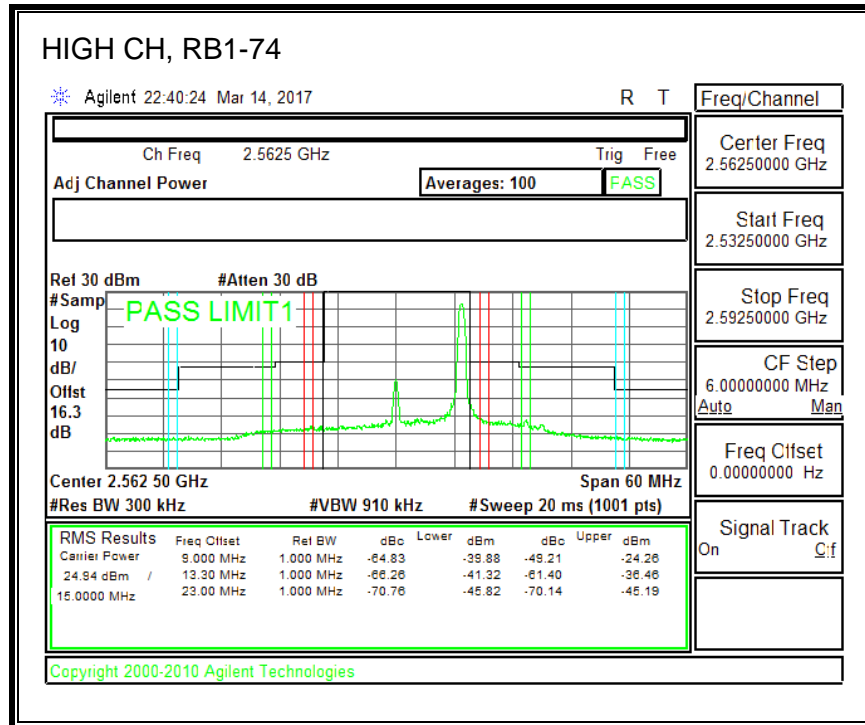 HIGH CH, RB1-74
Agilent 22:40:24 Mar 14, 2017 R T
Freq/Channel
Ch Freq 2.5625 GHz Trig Free
Adj Channel Power Averages: 100 PASS
Center Freq
2.56250000 GHz
Start Freq
2.53250000 GHz
Stop Freq
2.59250000 GHz
CF Step
6.00000000 MHz
Auto Man
Freq Offset
0.00000000 Hz
Signal Track
On Off
Ref 30 dBm #Atten 30 dB
#Samp
Log
10
dB/
Offst
16.3
dB
PASS LIMIT1
Center 2.562 50 GHz Span 60 MHz
#Res BW 300 kHz #VBW 910 kHz #Sweep 20 ms (1001 pts)
RMS Results Freq Offset Ref BW dBc Lower dBm dBc Upper dBm
Carrier Power 9.000 MHz 1.000 MHz -64.83 -39.88 -49.21 -24.26
24.94 dBm / 13.30 MHz 1.000 MHz -66.26 -41.32 -61.40 -36.46
15.0000 MHz 23.00 MHz 1.000 MHz -70.76 -45.82 -70.14 -45.19
Copyright 2000-2010 Agilent Technologies